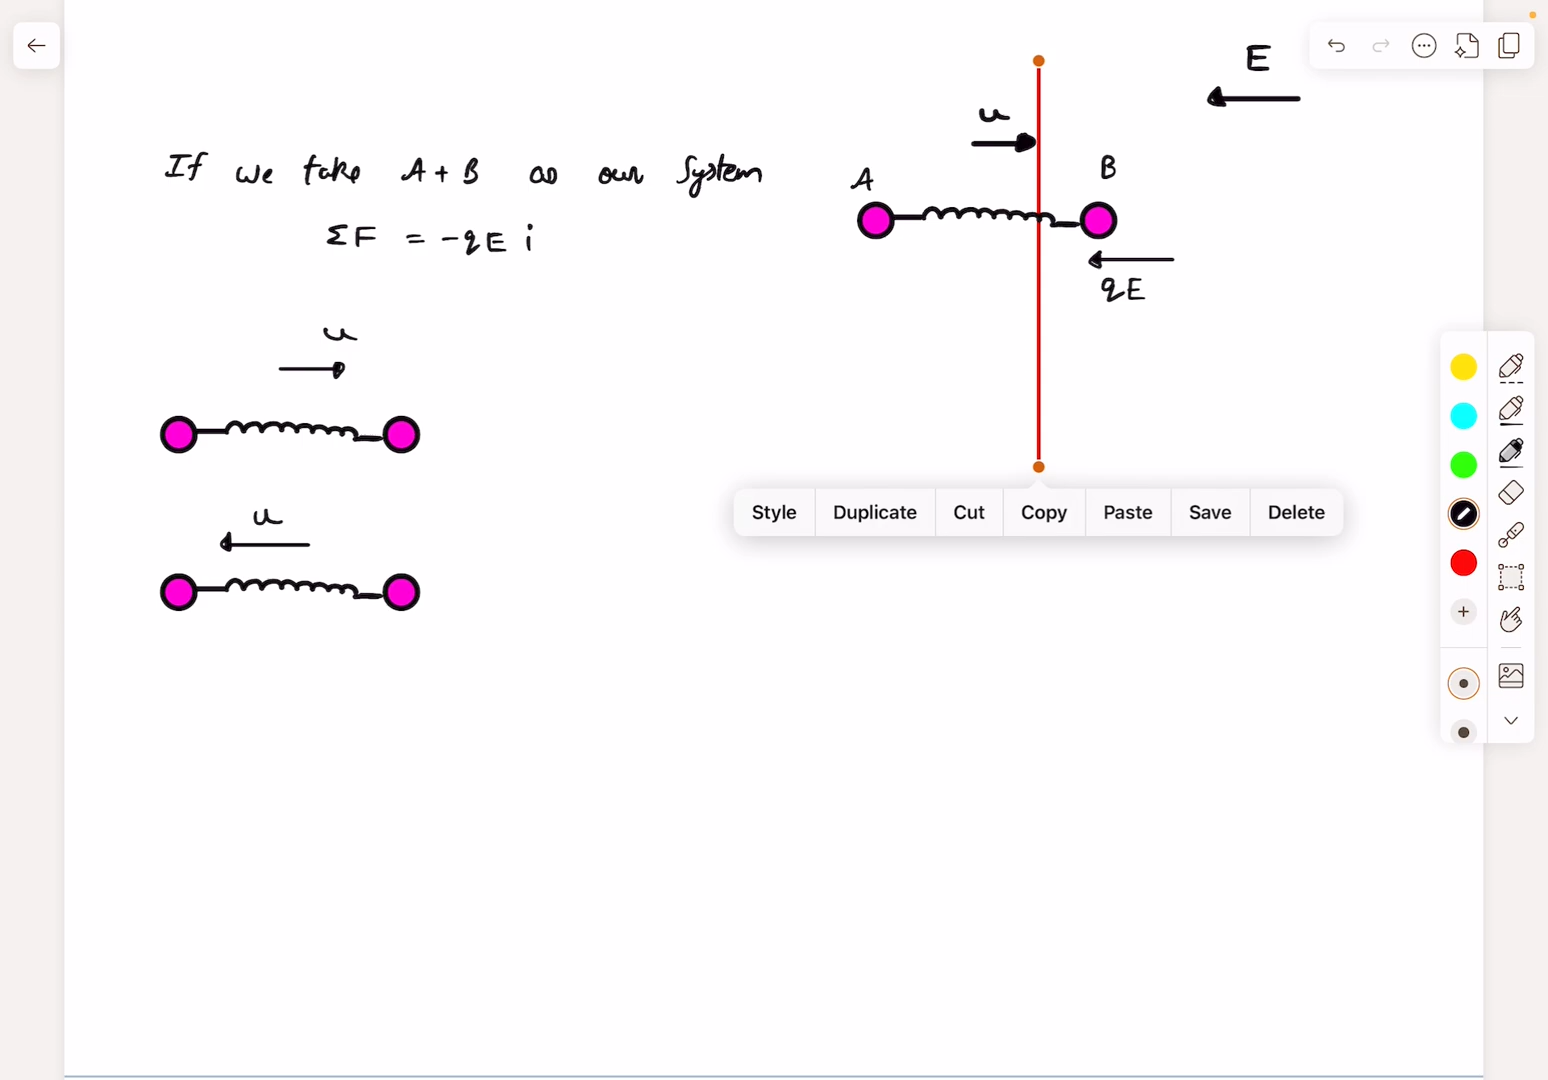 E
u
If we take A + B as our System
A
B
ΣF = -qE i
qE
u
u
Style Duplicate Cut Copy Paste Save Delete